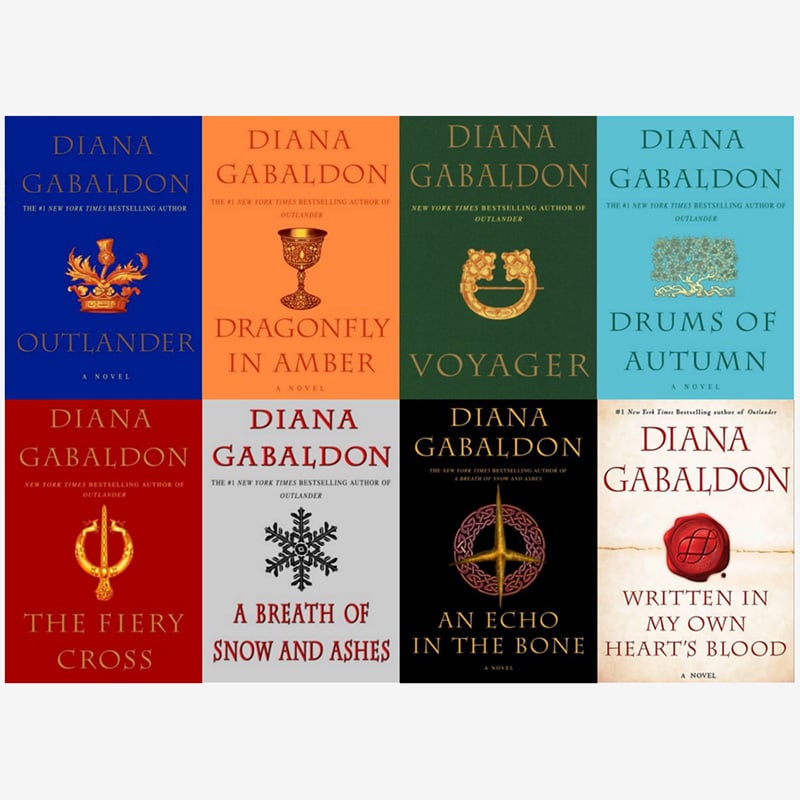 DIANA
GABALDON
THE #1 NEW YORK TIMES BESTSELLING AUTHOR
OUTLANDER
A NOVEL
DIANA
GABALDON
THE #1 NEW YORK TIMES BESTSELLING AUTHOR OF
OUTLANDER
DRAGONFLY
IN AMBER
A NOVEL
DIANA
GABALDON
NEW YORK TIMES BESTSELLING AUTHOR OF
OUTLANDER
VOYAGER
DIANA
GABALDON
THE #1 NEW YORK TIMES BESTSELLING AUTHOR OF
OUTLANDER
DRUMS OF
AUTUMN
A NOVEL
DIANA
GABALDON
NEW YORK TIMES BESTSELLING AUTHOR OF
OUTLANDER
THE FIERY
CROSS
DIANA
GABALDON
THE #1 NEW YORK TIMES BESTSELLING AUTHOR OF
OUTLANDER
A BREATH OF
SNOW AND ASHES
DIANA
GABALDON
THE NEW YORK TIMES BESTSELLING AUTHOR OF
A BREATH OF SNOW AND ASHES
AN ECHO
IN THE BONE
A NOVEL
#1 New York Times Bestselling author of Outlander
DIANA
GABALDON
WRITTEN IN
MY OWN
HEART'S BLOOD
A NOVEL